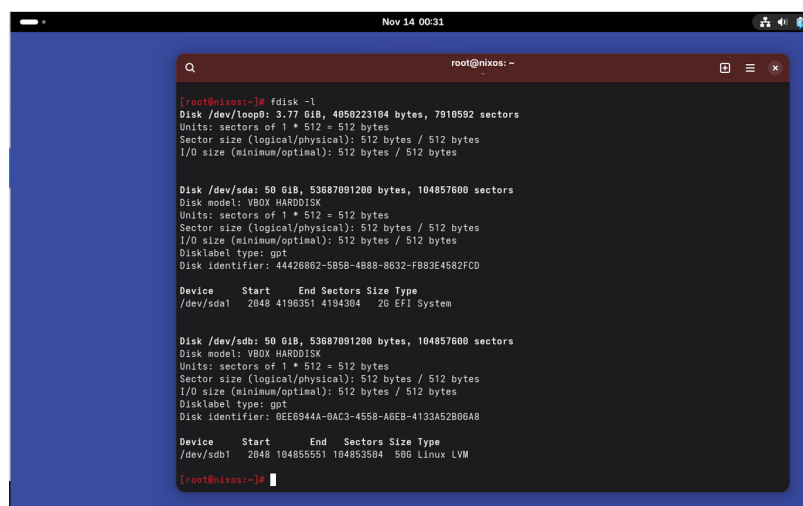 Nov 14 00:31
root@nixos: ~
~
[root@nixos:~]# fdisk -l
Disk /dev/loop0: 3.77 GiB, 4050223104 bytes, 7910592 sectors
Units: sectors of 1 * 512 = 512 bytes
Sector size (logical/physical): 512 bytes / 512 bytes
I/O size (minimum/optimal): 512 bytes / 512 bytes
Disk /dev/sda: 50 GiB, 53687091200 bytes, 104857600 sectors
Disk model: VBOX HARDDISK
Units: sectors of 1 * 512 = 512 bytes
Sector size (logical/physical): 512 bytes / 512 bytes
I/O size (minimum/optimal): 512 bytes / 512 bytes
Disklabel type: gpt
Disk identifier: 44426862-5B5B-4B88-8632-FB83E4582FCD
Device Start End Sectors Size Type
/dev/sda1 2048 4196351 4194304 2G EFI System
Disk /dev/sdb: 50 GiB, 53687091200 bytes, 104857600 sectors
Disk model: VBOX HARDDISK
Units: sectors of 1 * 512 = 512 bytes
Sector size (logical/physical): 512 bytes / 512 bytes
I/O size (minimum/optimal): 512 bytes / 512 bytes
Disklabel type: gpt
Disk identifier: 0EE6944A-0AC3-4558-A6EB-4133A52B06A8
Device Start End Sectors Size Type
/dev/sdb1 2048 104855551 104853504 50G Linux LVM
[root@nixos:~]#